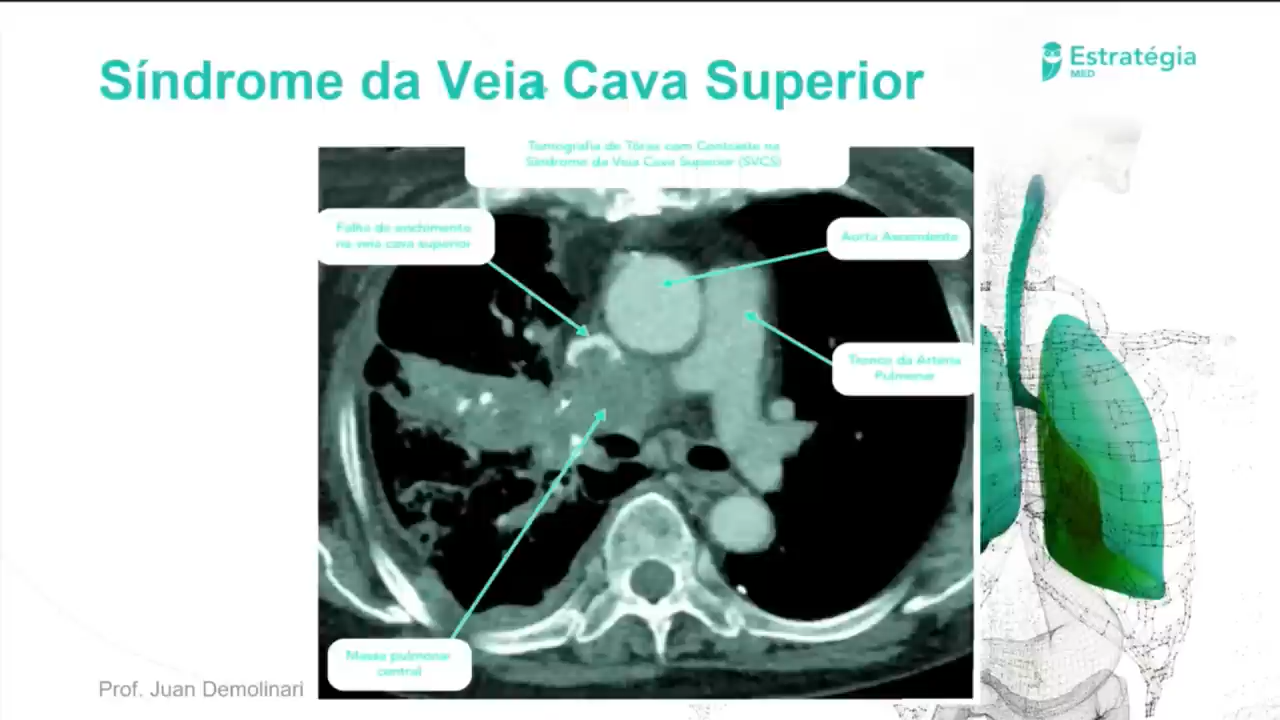 Síndrome da Veia Cava Superior
Estratégia
MED
Tomografia de Tórax com Contraste na
Síndrome da Veia Cava Superior (SVCS)
Falha de enchimento
na veia cava superior
Aorta Ascendente
Tronco da Artéria
Pulmonar
Massa pulmonar
central
Prof. Juan Demolinari